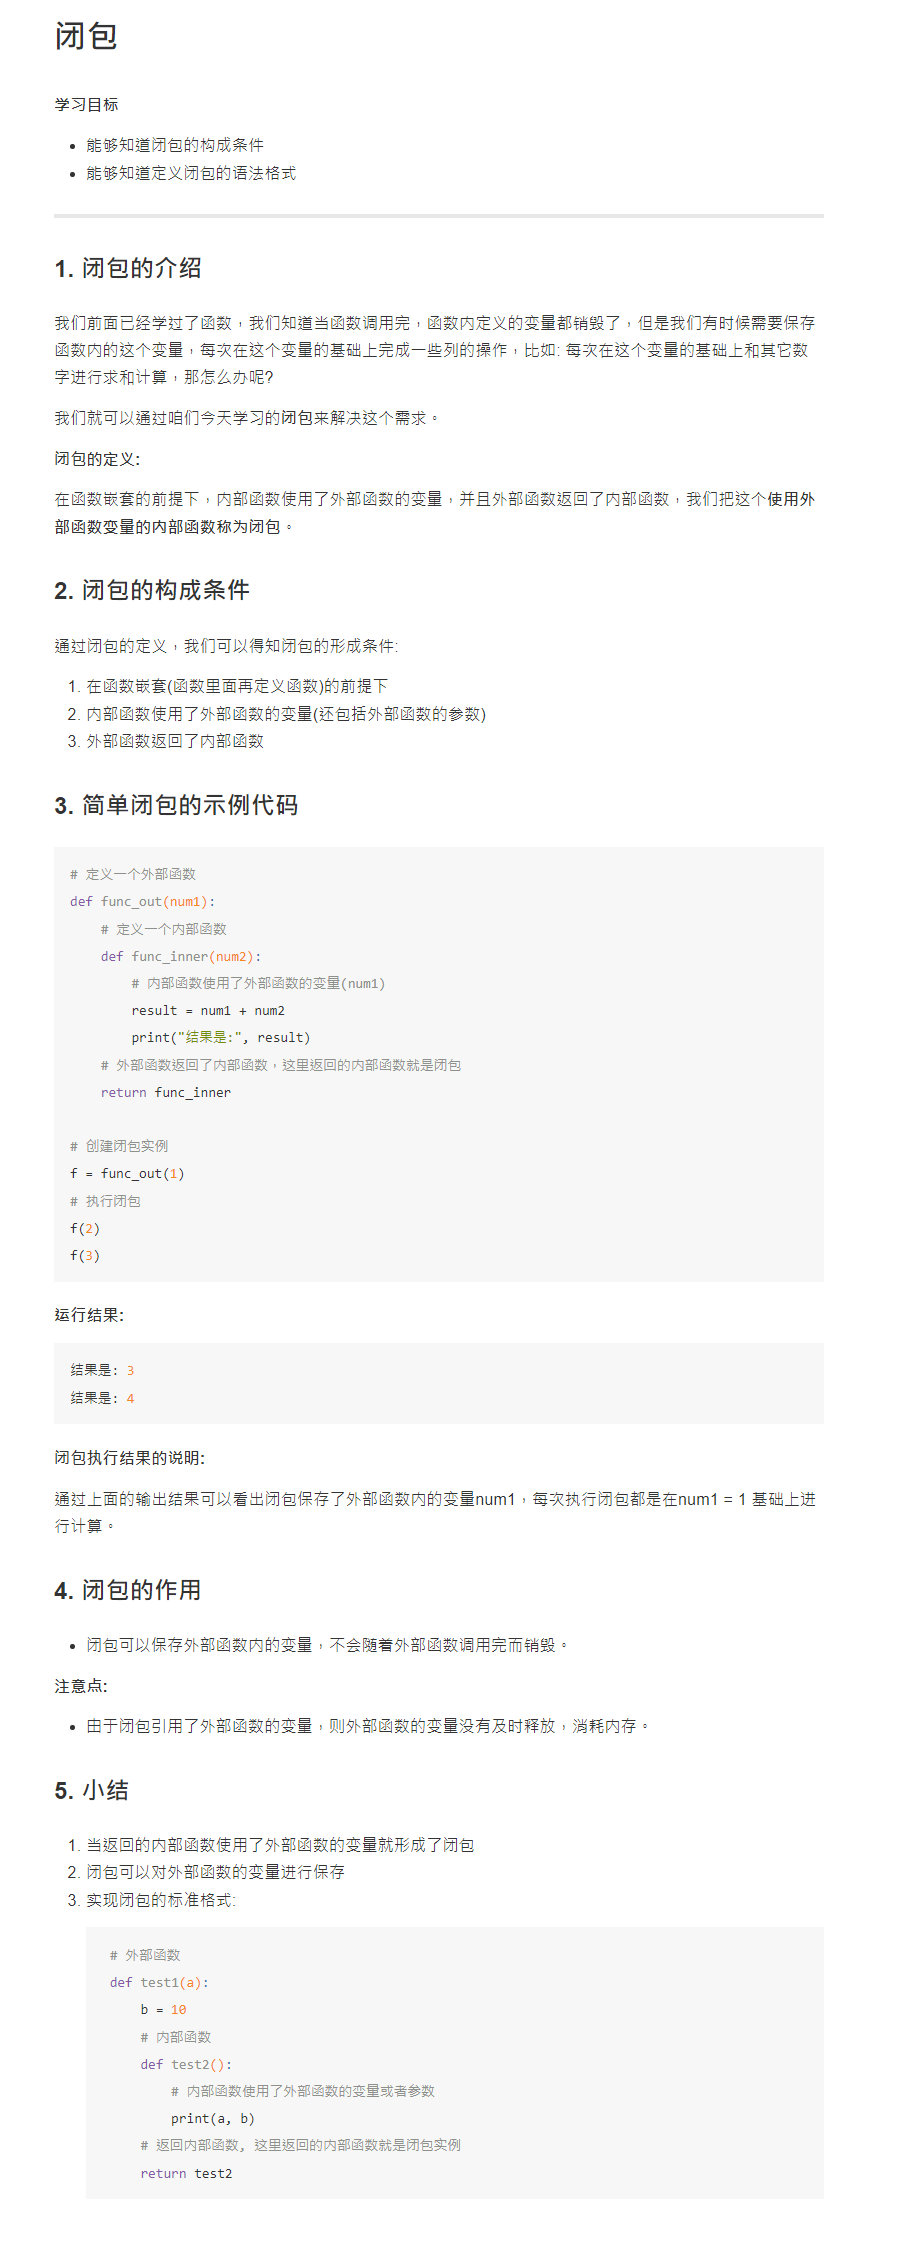 闭包
学习目标
• 能够知道闭包的构成条件
• 能够知道定义闭包的语法格式
1. 闭包的介绍
我们前面已经学过了函数，我们知道当函数调用完，函数内定义的变量都销毁了，但是我们有时候需要保存
函数内的这个变量，每次在这个变量的基础上完成一些列的操作，比如: 每次在这个变量的基础上和其它数
字进行求和计算，那怎么办呢?
我们就可以通过咱们今天学习的闭包来解决这个需求。
闭包的定义:
在函数嵌套的前提下，内部函数使用了外部函数的变量，并且外部函数返回了内部函数，我们把这个使用外
部函数变量的内部函数称为闭包。
2. 闭包的构成条件
通过闭包的定义，我们可以得知闭包的形成条件:
1. 在函数嵌套(函数里面再定义函数)的前提下
2. 内部函数使用了外部函数的变量(还包括外部函数的参数)
3. 外部函数返回了内部函数
3. 简单闭包的示例代码
# 定义一个外部函数
def func_out(num1):
    # 定义一个内部函数
    def func_inner(num2):
        # 内部函数使用了外部函数的变量(num1)
        result = num1 + num2
        print("结果是:", result)
    # 外部函数返回了内部函数，这里返回的内部函数就是闭包
    return func_inner
# 创建闭包实例
f = func_out(1)
# 执行闭包
f(2)
f(3)
运行结果:
结果是: 3
结果是: 4
闭包执行结果的说明:
通过上面的输出结果可以看出闭包保存了外部函数内的变量num1，每次执行闭包都是在num1 = 1 基础上进
行计算。
4. 闭包的作用
• 闭包可以保存外部函数内的变量，不会随着外部函数调用完而销毁。
注意点:
• 由于闭包引用了外部函数的变量，则外部函数的变量没有及时释放，消耗内存。
5. 小结
1. 当返回的内部函数使用了外部函数的变量就形成了闭包
2. 闭包可以对外部函数的变量进行保存
3. 实现闭包的标准格式:
# 外部函数
def test1(a):
    b = 10
    # 内部函数
    def test2():
        # 内部函数使用了外部函数的变量或者参数
        print(a, b)
    # 返回内部函数, 这里返回的内部函数就是闭包实例
    return test2